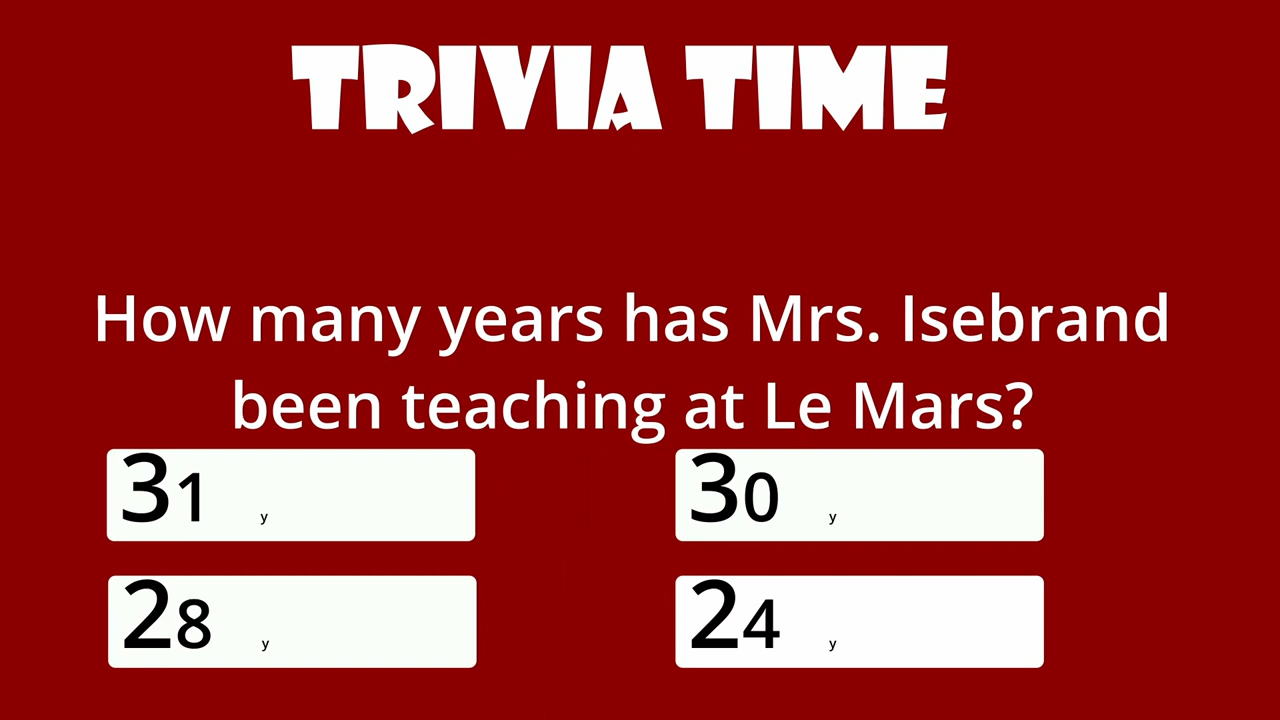 TRIVIA TIME
How many years has Mrs. Isebrand
been teaching at Le Mars?
31 y
30 y
28 y
24 y